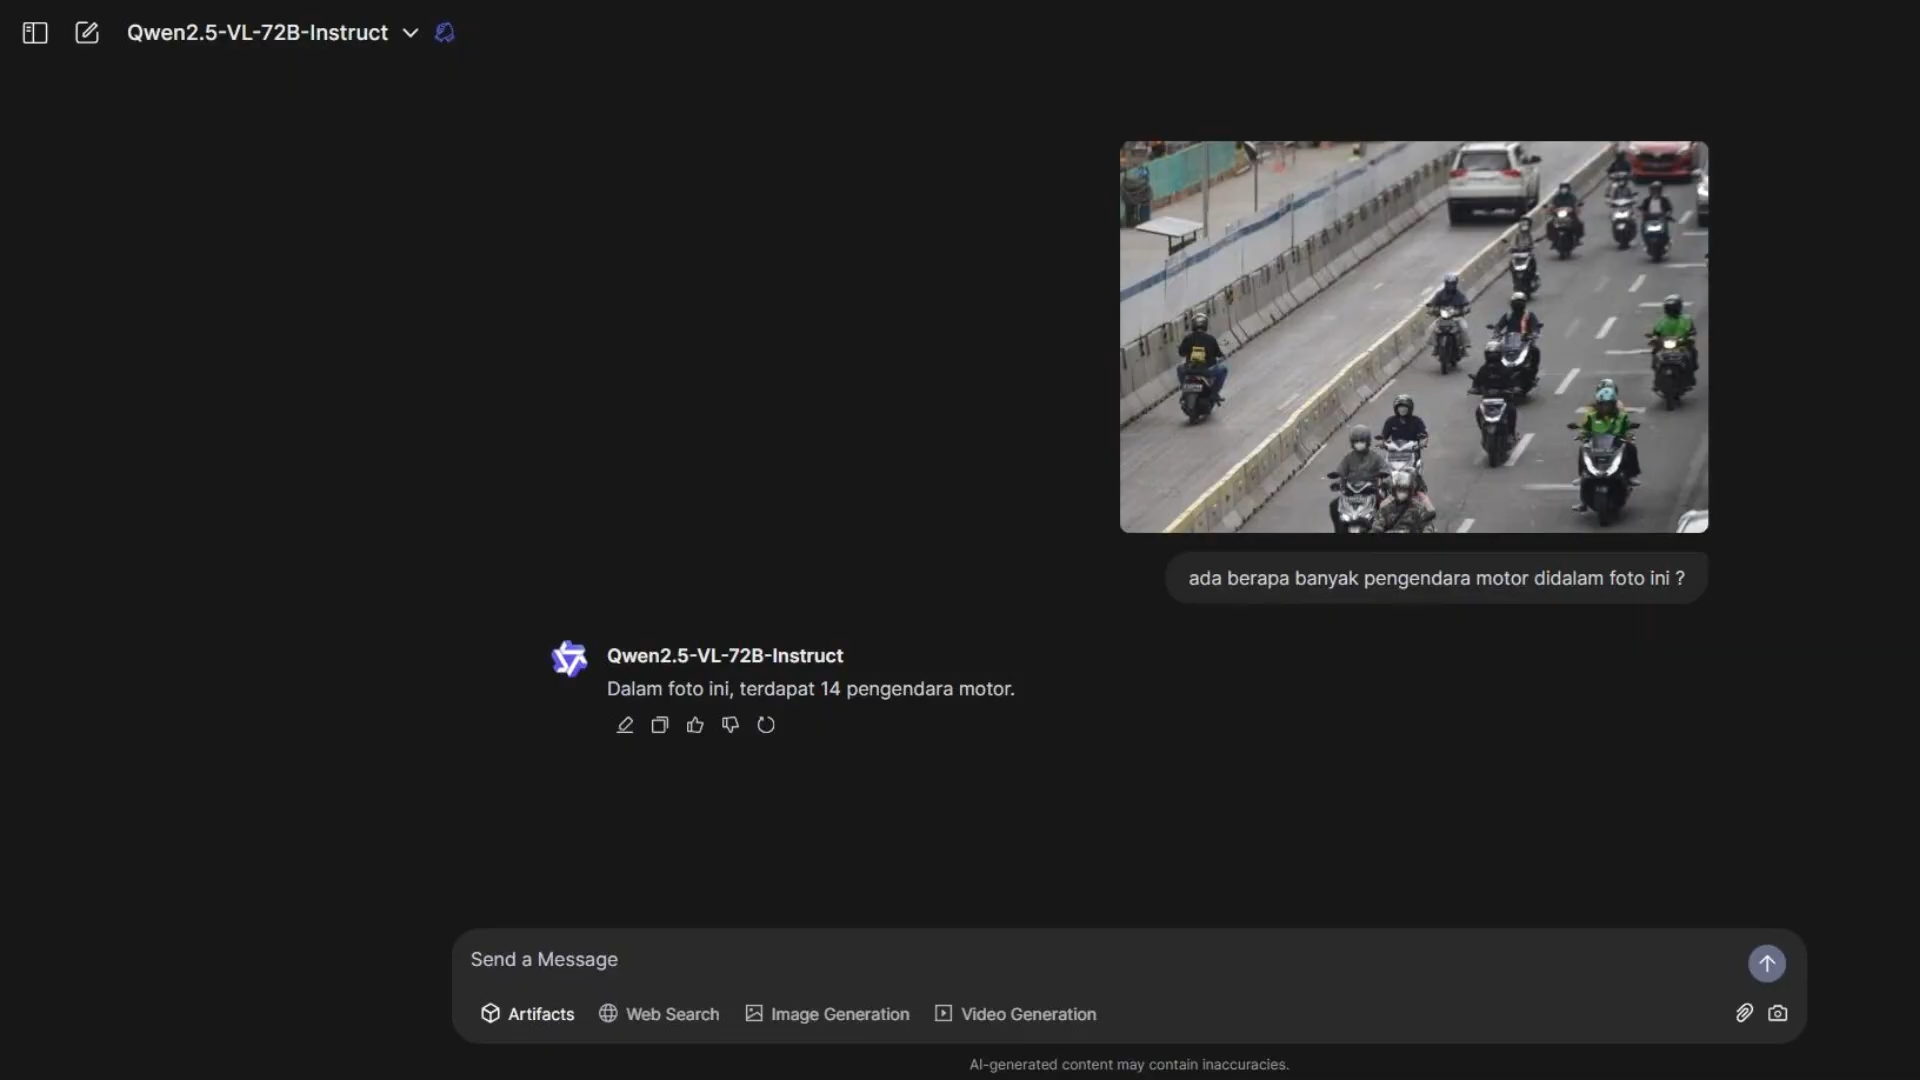 Qwen2.5-VL-72B-Instruct
ada berapa banyak pengendara motor didalam foto ini ?
Qwen2.5-VL-72B-Instruct
Dalam foto ini, terdapat 14 pengendara motor.
Send a Message
Artifacts Web Search Image Generation Video Generation
AI-generated content may contain inaccuracies.